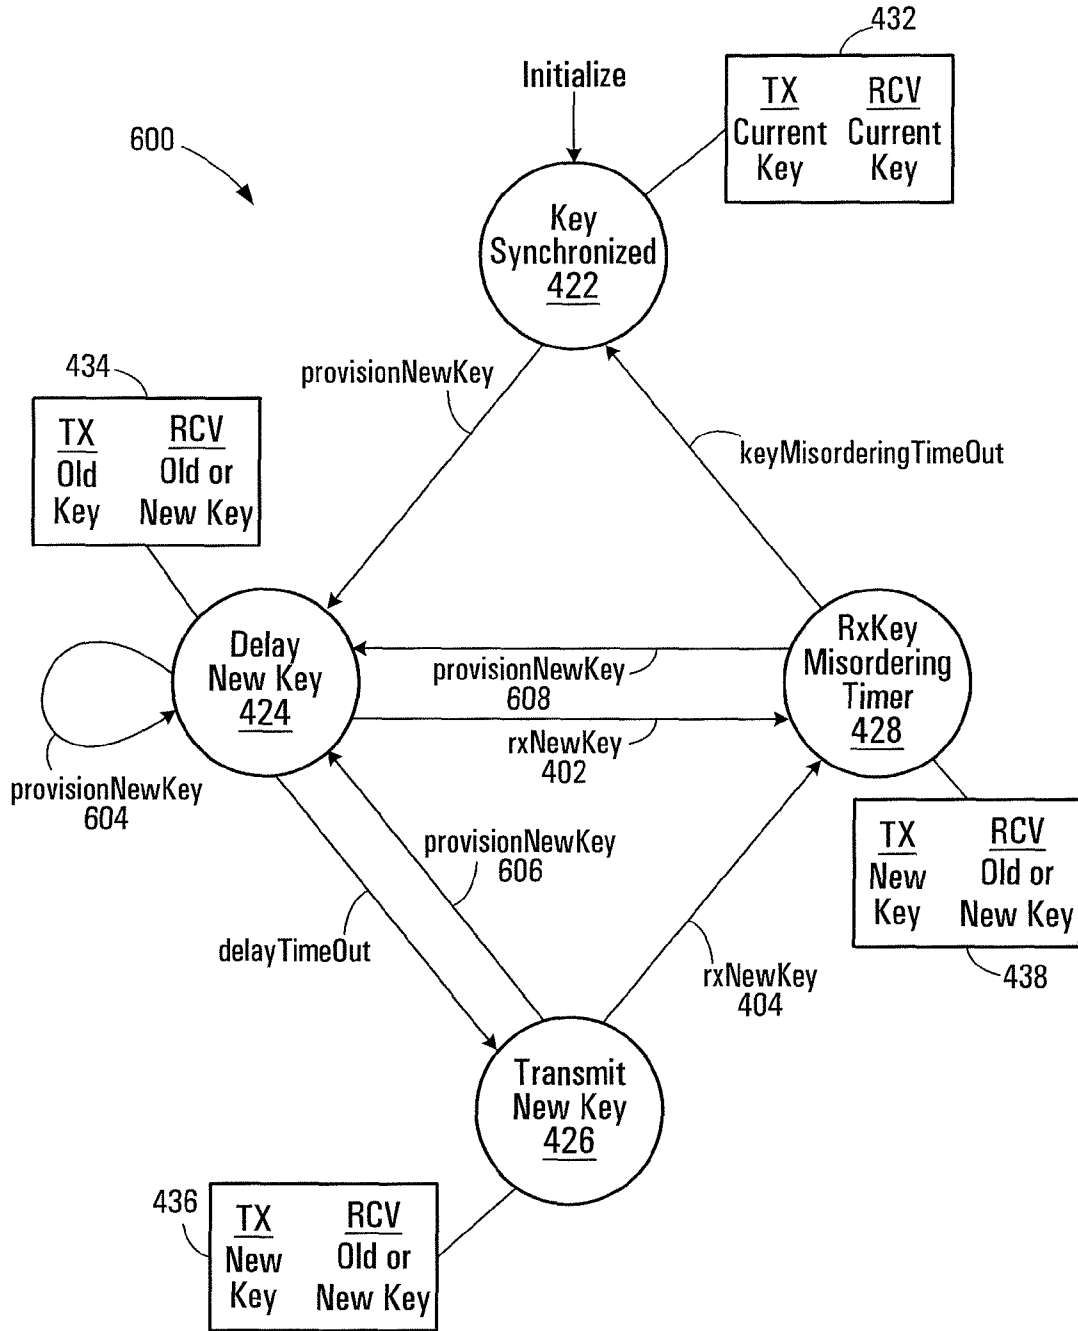 432
Initialize
TX RCV
Current Current
Key Key
600
Key
Synchronized
422
provisionNewKey
434
TX RCV
Old Old or
Key New Key
keyMisorderingTimeOut
Delay
New Key
424
RxKey
Misordering
Timer
428
provisionNewKey
608
rxNewKey
402
provisionNewKey
604
provisionNewKey
606
TX RCV
New Old or
Key New Key
438
delayTimeOut
rxNewKey
404
Transmit
New Key
426
436
TX RCV
New Old or
Key New Key